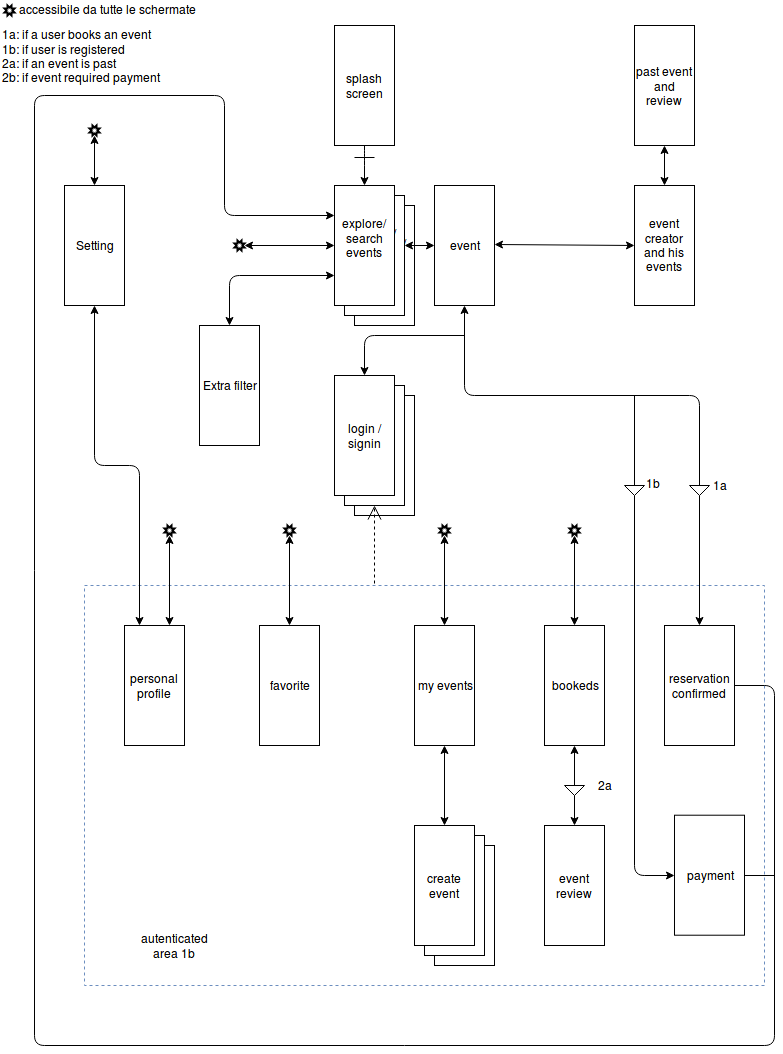 accessibile da tutte le schermate
1a: if a user books an event
1b: if user is registered
2a: if an event is past
2b: if event required payment
splash
screen
past event
and
review
Setting
explore/
search
events
event
event
creator
and his
events
Extra filter
login /
signin
1b
1a
personal
profile
favorite
my events
bookeds
reservation
confirmed
2a
create
event
event
review
payment
autenticated
area 1b